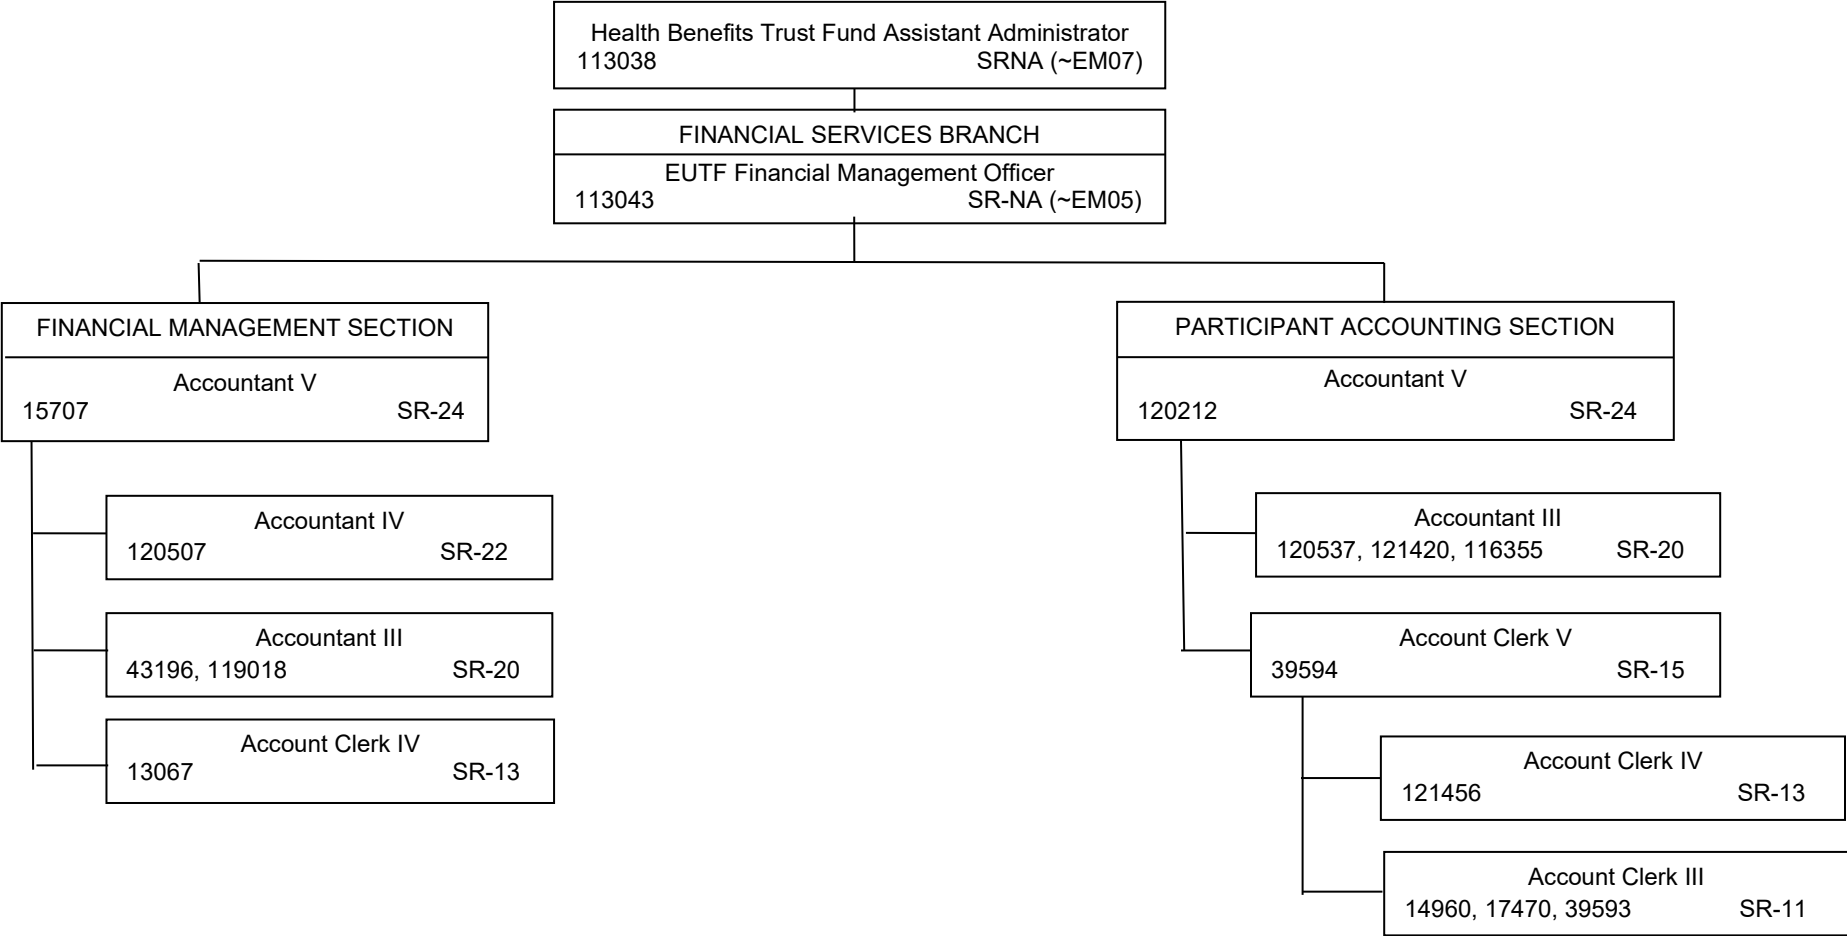 Health Benefits Trust Fund Assistant Administrator
113038 SRNA (~EM07)
FINANCIAL SERVICES BRANCH
EUTF Financial Management Officer
113043 SR-NA (~EM05)
FINANCIAL MANAGEMENT SECTION
Accountant V
15707 SR-24
Accountant IV
120507 SR-22
Accountant III
43196, 119018 SR-20
Account Clerk IV
13067 SR-13
PARTICIPANT ACCOUNTING SECTION
Accountant V
120212 SR-24
Accountant III
120537, 121420, 116355 SR-20
Account Clerk V
39594 SR-15
Account Clerk IV
121456 SR-13
Account Clerk III
14960, 17470, 39593 SR-11